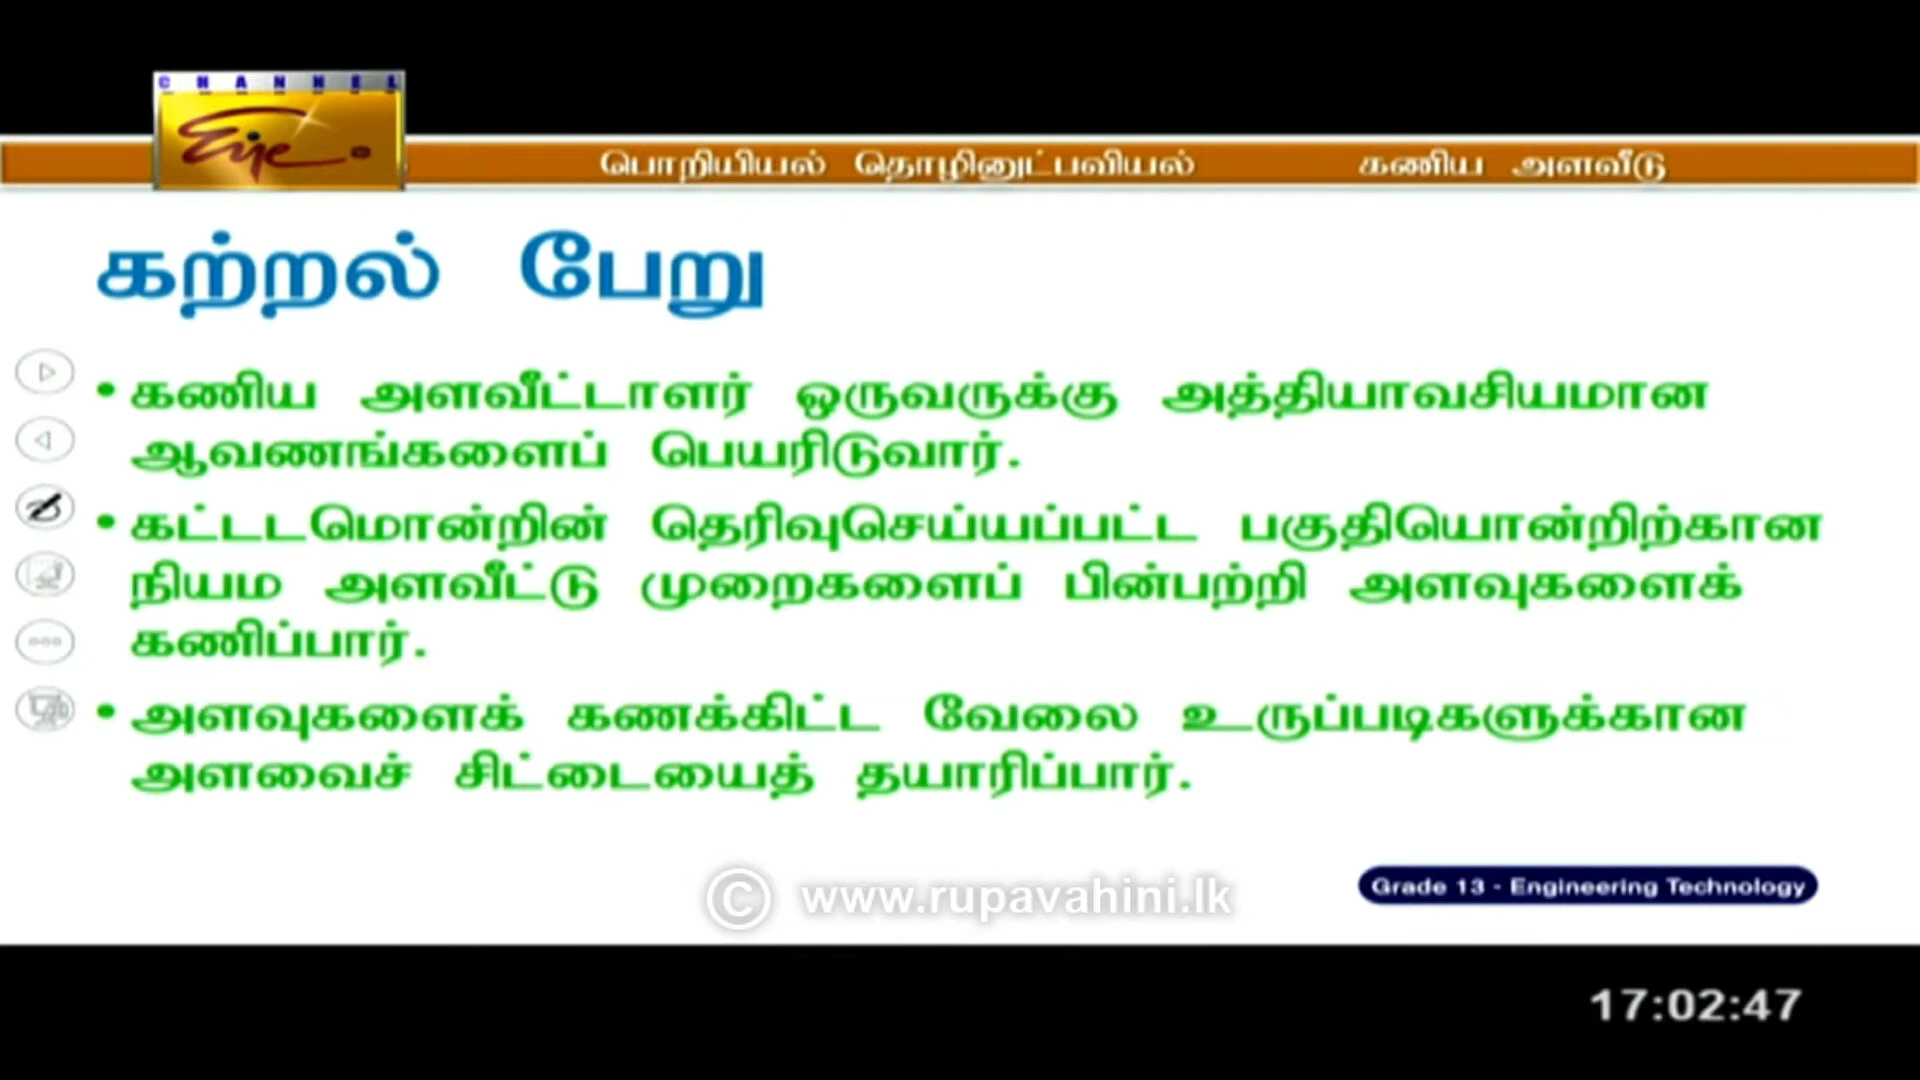 CHANNEL
Eye
பொறியியல் தொழினுட்பவியல் கணிய அளவீடு
கற்றல் பேறு
• கணிய அளவீட்டாளர் ஒருவருக்கு அத்தியாவசியமான
ஆவணங்களைப் பெயரிடுவார்.
• கட்டடமொன்றின் தெரிவுசெய்யப்பட்ட பகுதியொன்றிற்கான
நியம அளவீட்டு முறைகளைப் பின்பற்றி அளவுகளைக்
கணிப்பார்.
• அளவுகளைக் கணக்கிட்ட வேலை உருப்படிகளுக்கான
அளவைச் சிட்டையைத் தயாரிப்பார்.
© www.rupavahini.lk
Grade 13 - Engineering Technology
17:02:47